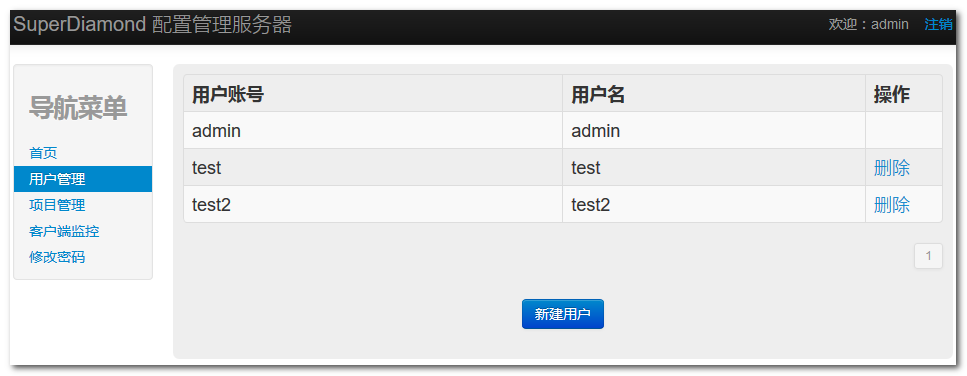 SuperDiamond 配置管理服务器 欢迎：admin 注销
导航菜单
首页
用户管理
项目管理
客户端监控
修改密码
用户账号 用户名 操作
admin admin
test test 删除
test2 test2 删除
1
新建用户